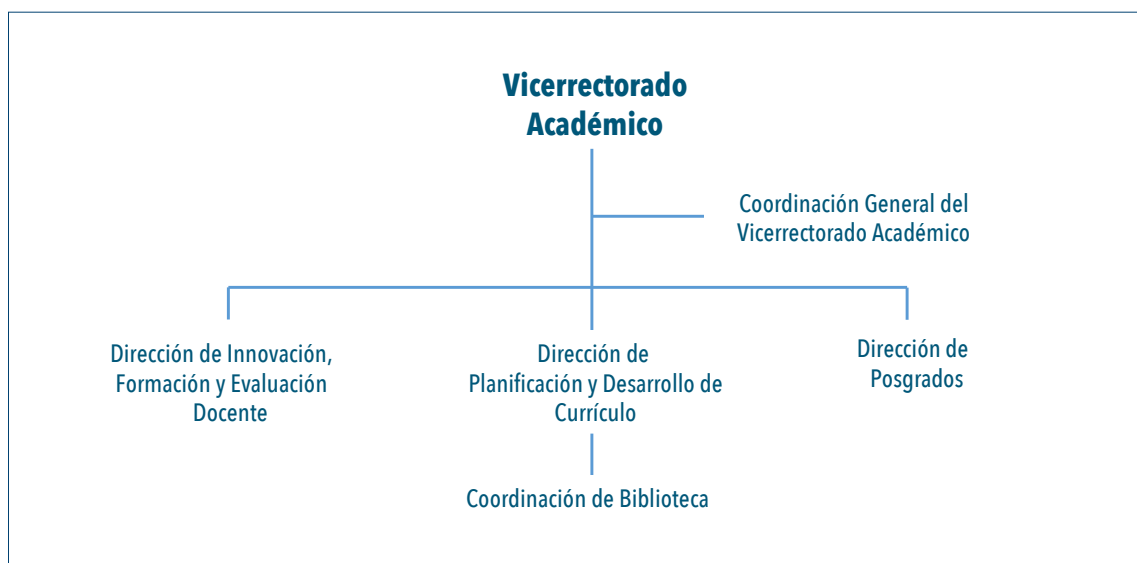 Vicerrectorado
Académico
Coordinación General del
Vicerrectorado Académico
Dirección de Innovación,
Formación y Evaluación
Docente
Dirección de
Planificación y Desarrollo de
Currículo
Dirección de
Posgrados
Coordinación de Biblioteca